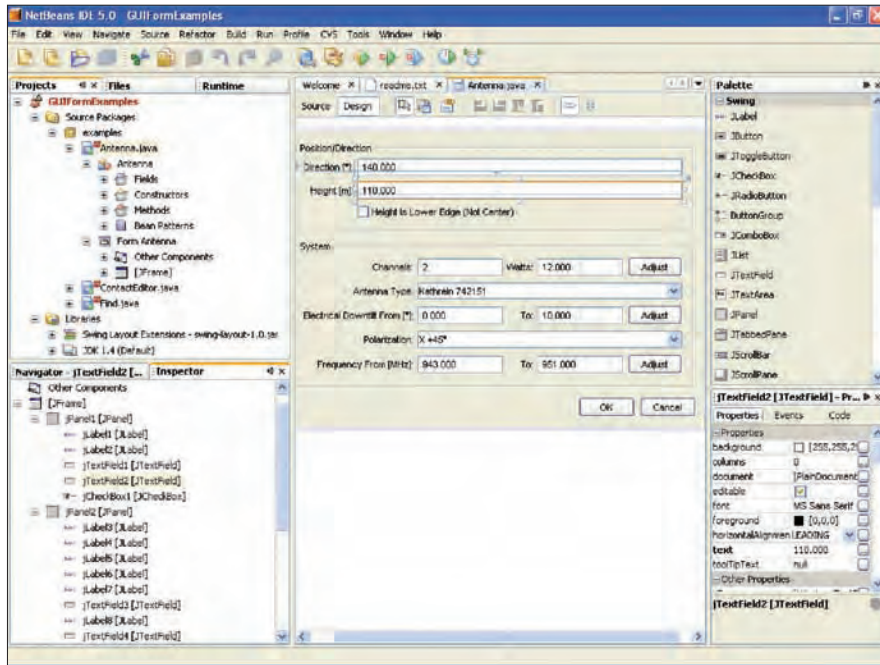 NetBeans IDE 5.0 GUIFormExamples
File Edit View Navigate Source Refactor Build Run Profile CVS Tools Window Help
Projects Files Runtime
GUIFormExamples
Source Packages
examples
Antenna.java
Antenna
Fields
Constructors
Methods
Bean Patterns
Form Antenna
Other Components
[JFrame]
ContactEditor.java
Find.java
Libraries
Swing Layout Extensions - swing-layout-1.0.jar
JDK 1.4 (Default)
Navigator - jTextField2 [... Inspector
Other Components
[JFrame]
jPanel1 [JPanel]
jLabel1 [JLabel]
jLabel2 [JLabel]
jTextField1 [JTextField]
jTextField2 [JTextField]
jCheckBox1 [JCheckBox]
jPanel2 [JPanel]
jLabel3 [JLabel]
jLabel4 [JLabel]
jLabel5 [JLabel]
jLabel6 [JLabel]
jLabel7 [JLabel]
jTextField3 [JTextField]
jLabel8 [JLabel]
jTextField4 [JTextField]
Welcome readme.txt Antenna.java
Source Design
Position/Direction
Direction [°]: 140.000
Height [m]: 110.000
Height Is Lower Edge (Not Center)
System
Channels: 2 Watts: 12.000 Adjust
Antenna Type: Kathrein 742151
Electrical Downtilt From [°]: 0.000 To: 10.000 Adjust
Polarization: X +45°
Frequency From [MHz]: 943.000 To: 951.000 Adjust
OK Cancel
Palette
Swing
JLabel
JButton
JToggleButton
JCheckBox
JRadioButton
ButtonGroup
JComboBox
JList
JTextField
JTextArea
JPanel
JTabbedPane
JScrollBar
JScrollPane
jTextField2 [JTextField] - Pr...
Properties Events Code
Properties
background [255,255,2
columns 0
document [PlainDocument
editable
font MS Sans Serif
foreground [0,0,0]
horizontalAlignmen LEADING
text 110.000
toolTipText null
Other Properties
jTextField2 [JTextField]